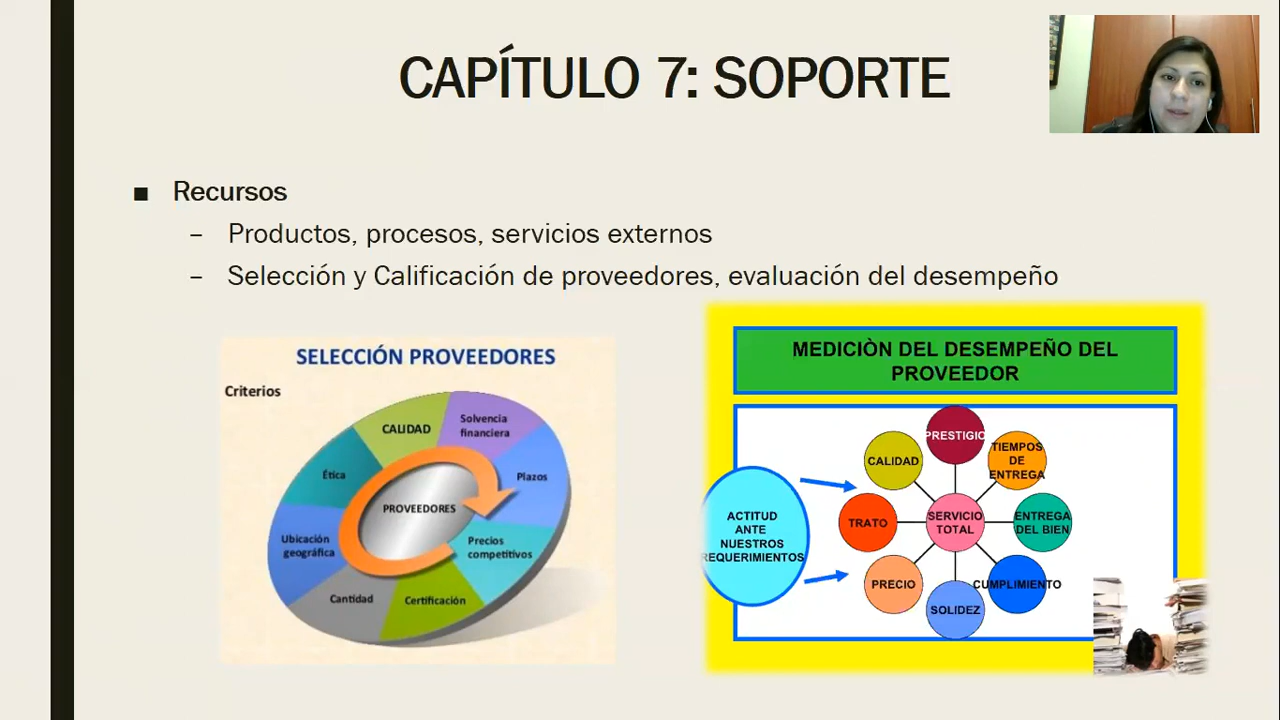 CAPÍTULO 7: SOPORTE
■ Recursos
– Productos, procesos, servicios externos
– Selección y Calificación de proveedores, evaluación del desempeño
SELECCIÓN PROVEEDORES
Criterios
CALIDAD
Solvencia
financiera
Plazos
Precios
competitivos
Certificación
Cantidad
Ubicación
geográfica
Ética
PROVEEDORES
MEDICIÒN DEL DESEMPEÑO DEL
PROVEEDOR
ACTITUD
ANTE
NUESTROS
REQUERIMIENTOS
PRESTIGIO
TIEMPOS
DE
ENTREGA
ENTREGA
DEL BIEN
CUMPLIMIENTO
SOLIDEZ
PRECIO
TRATO
CALIDAD
SERVICIO
TOTAL